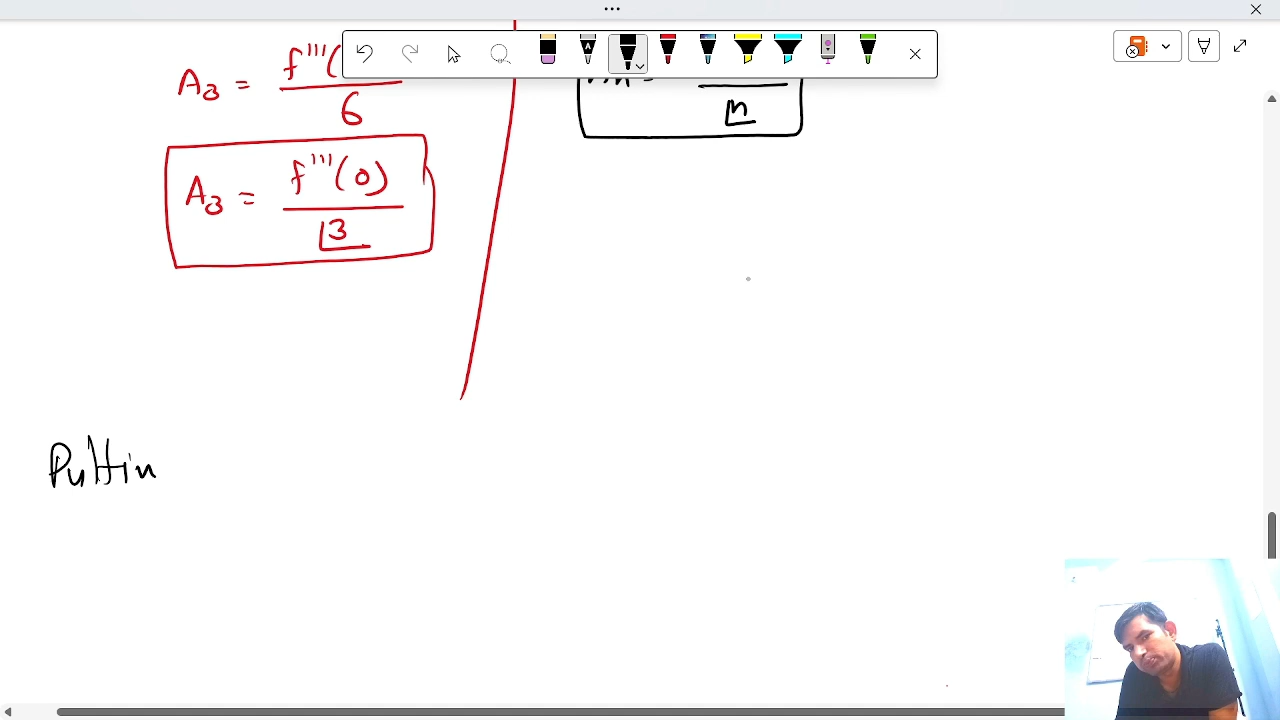 A₃ = f'''(
6
A₃ = f'''(0)
⌊3
⌊n
Puttin